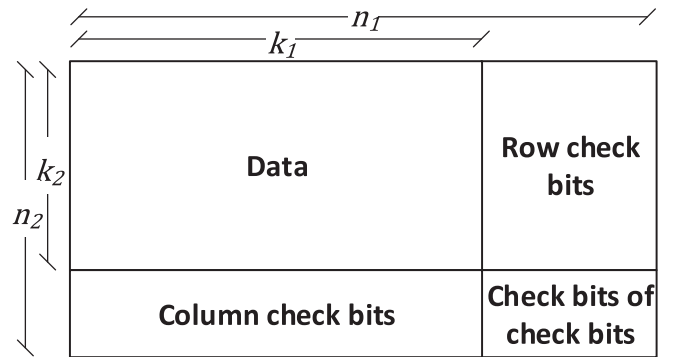 n₁
k₁
k₂
n₂
Data
Row check
bits
Column check bits
Check bits of
check bits